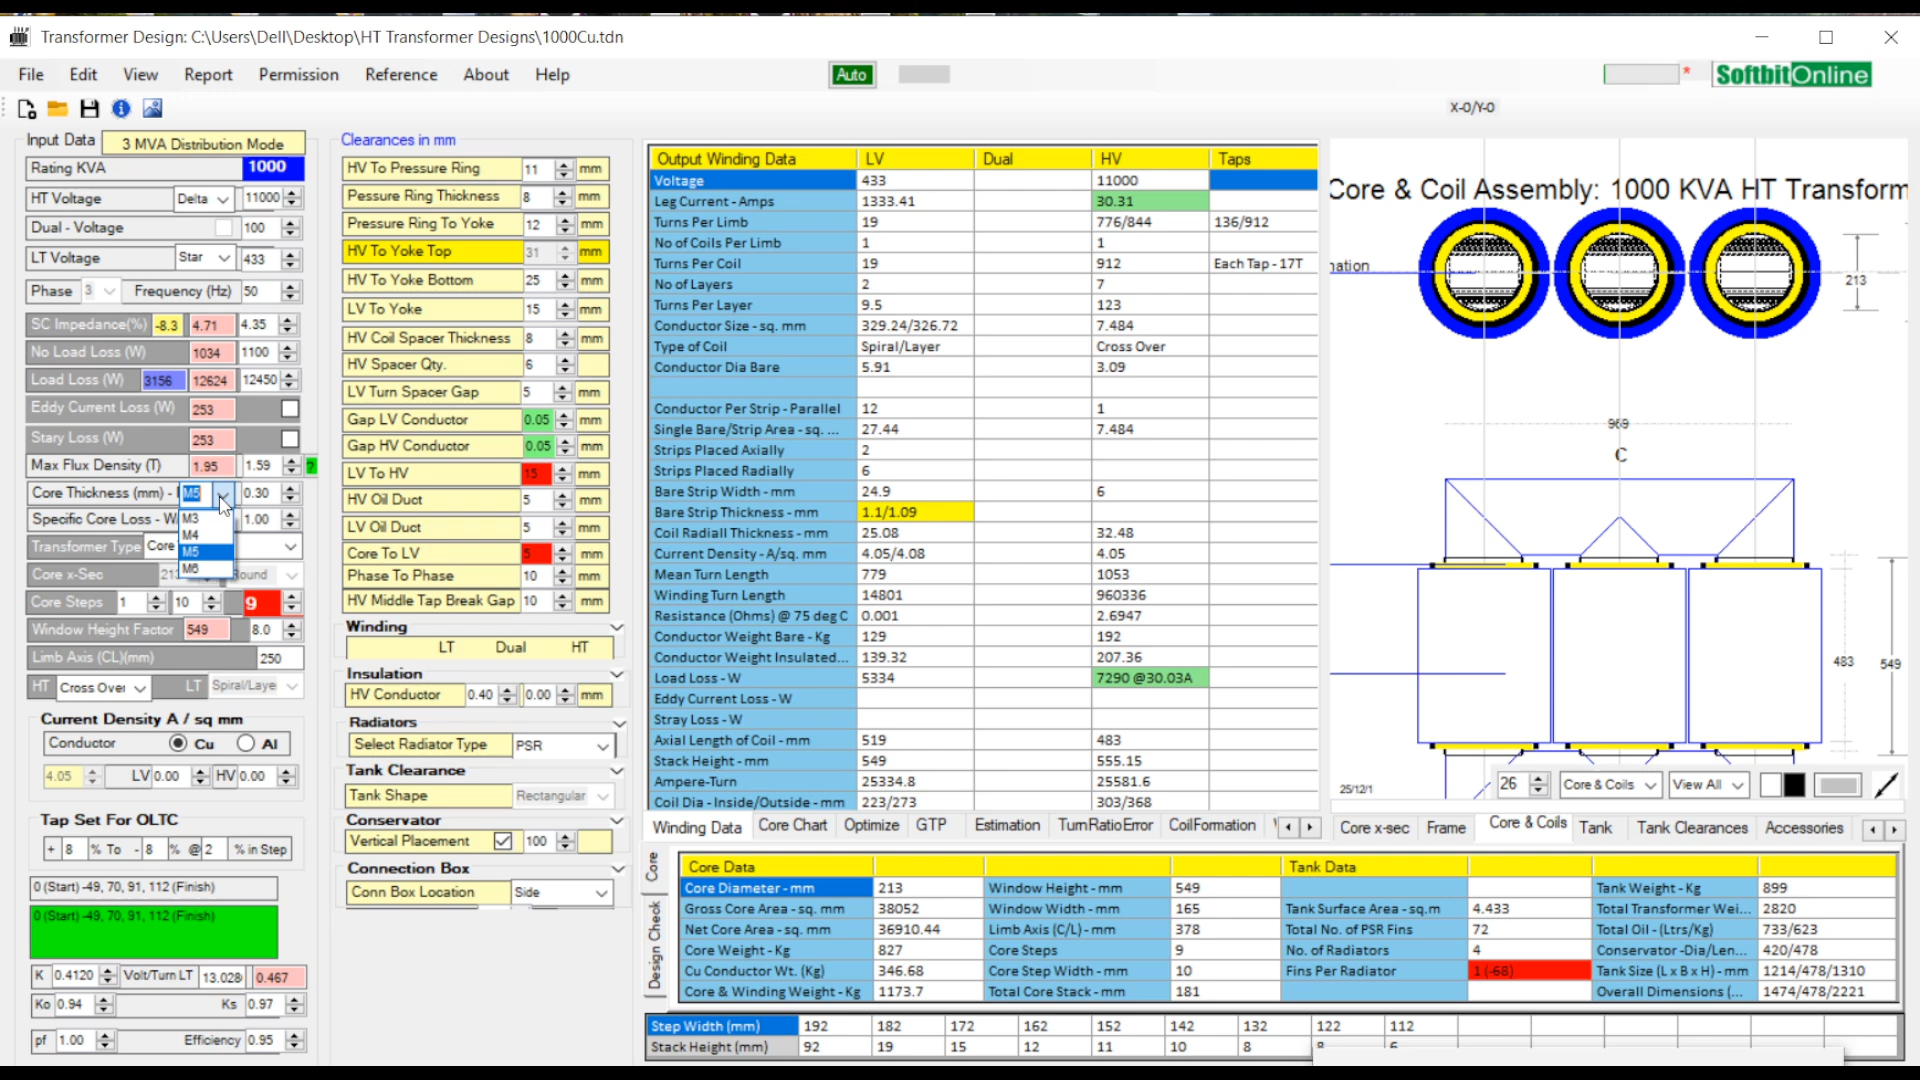 Transformer Design: C:\Users\Dell\Desktop\HT Transformer Designs\1000Cu.tdn
File Edit View Report Permission Reference About Help Auto * SoftbitOnline
X-0/Y-0
Input Data 3 MVA Distribution Mode
Rating KVA 1000
HT Voltage Delta 11000
Dual - Voltage 100
LT Voltage Star 433
Phase 3 Frequency (Hz) 50
SC Impedance(%) -8.3 4.71 4.35
No Load Loss (W) 1034 1100
Load Loss (W) 3156 12624 12450
Eddy Current Loss (W) 253
Stary Loss (W) 253
Max Flux Density (T) 1.95 1.59 ?
Core Thickness (mm) - M5 0.30
Specific Core Loss - W 1.00
M3
M4
M5
M6
Transformer Type Core
Core x-Sec
Core Steps 1 10 9
Window Height Factor 549 8.0
Limb Axis (CL)(mm) 250
HT Cross Over LT Spiral/Laye
Current Density A / sq mm
Conductor Cu Al
4.05 LV 0.00 HV 0.00
Tap Set For OLTC
+ 8 % To - 8 % @ 2 % in Step
0 (Start) -49, 70, 91, 112 (Finish)
0 (Start) -49, 70, 91, 112 (Finish)
K 0.4120 Volt/Turn LT 13.028 0.467
Ko 0.94 Ks 0.97
pf 1.00 Efficiency 0.95
Clearances in mm
HV To Pressure Ring 11 mm
Pessure Ring Thickness 8 mm
Pressure Ring To Yoke 12 mm
HV To Yoke Top 31 mm
HV To Yoke Bottom 25 mm
LV To Yoke 15 mm
HV Coil Spacer Thickness 8 mm
HV Spacer Qty. 6
LV Turn Spacer Gap 5 mm
Gap LV Conductor 0.05 mm
Gap HV Conductor 0.05 mm
LV To HV 15 mm
HV Oil Duct 5 mm
LV Oil Duct 5 mm
Core To LV 5 mm
Phase To Phase 10 mm
HV Middle Tap Break Gap 10 mm
Winding
LT Dual HT
Insulation
HV Conductor 0.40 0.00 mm
Radiators
Select Radiator Type PSR
Tank Clearance
Tank Shape Rectangular
Conservator
Vertical Placement 100
Connection Box
Conn Box Location Side
Output Winding Data LV Dual HV Taps
Voltage 433 11000
Leg Current - Amps 1333.41 30.31
Turns Per Limb 19 776/844 136/912
No of Coils Per Limb 1 1
Turns Per Coil 19 912 Each Tap - 17T
No of Layers 2 7
Turns Per Layer 9.5 123
Conductor Size - sq. mm 329.24/326.72 7.484
Type of Coil Spiral/Layer Cross Over
Conductor Dia Bare 5.91 3.09
Conductor Per Strip - Parallel 12 1
Single Bare/Strip Area - sq. ... 27.44 7.484
Strips Placed Axially 2
Strips Placed Radially 6
Bare Strip Width - mm 24.9 6
Bare Strip Thickness - mm 1.1/1.09
Coil Radiall Thickness - mm 25.08 32.48
Current Density - A/sq. mm 4.05/4.08 4.05
Mean Turn Length 779 1053
Winding Turn Length 14801 960336
Resistance (Ohms) @ 75 deg C 0.001 2.6947
Conductor Weight Bare - Kg 129 192
Conductor Weight Insulated... 139.32 207.36
Load Loss - W 5334 7290 @30.03A
Eddy Current Loss - W
Stray Loss - W
Axial Length of Coil - mm 519 483
Stack Height - mm 549 555.15
Ampere-Turn 25334.8 25581.6
Coil Dia - Inside/Outside - mm 223/273 303/368
Winding Data Core Chart Optimize GTP Estimation TurnRatioError CoilFormation
Core & Coil Assembly: 1000 KVA HT Transform
nation
213
969
C
483 549
25/12/1 26 Core & Coils View All
Core x-sec Frame Core & Coils Tank Tank Clearances Accessories
Core
Design Check
Core Data Tank Data
Core Diameter - mm 213 Window Height - mm 549 Tank Weight - Kg 899
Gross Core Area - sq. mm 38052 Window Width - mm 165 Tank Surface Area - sq.m 4.433 Total Transformer Wei... 2820
Net Core Area - sq. mm 36910.44 Limb Axis (C/L) - mm 378 Total No. of PSR Fins 72 Total Oil - (Ltrs/Kg) 733/623
Core Weight - Kg 827 Core Steps 9 No. of Radiators 4 Conservator -Dia/Len... 420/478
Cu Conductor Wt. (Kg) 346.68 Core Step Width - mm 10 Fins Per Radiator 1 (-68) Tank Size (L x B x H) - mm 1214/478/1310
Core & Winding Weight - Kg 1173.7 Total Core Stack - mm 181 Overall Dimensions (... 1474/478/2221
Step Width (mm) 192 182 172 162 152 142 132 122 112
Stack Height (mm) 92 19 15 12 11 10 8